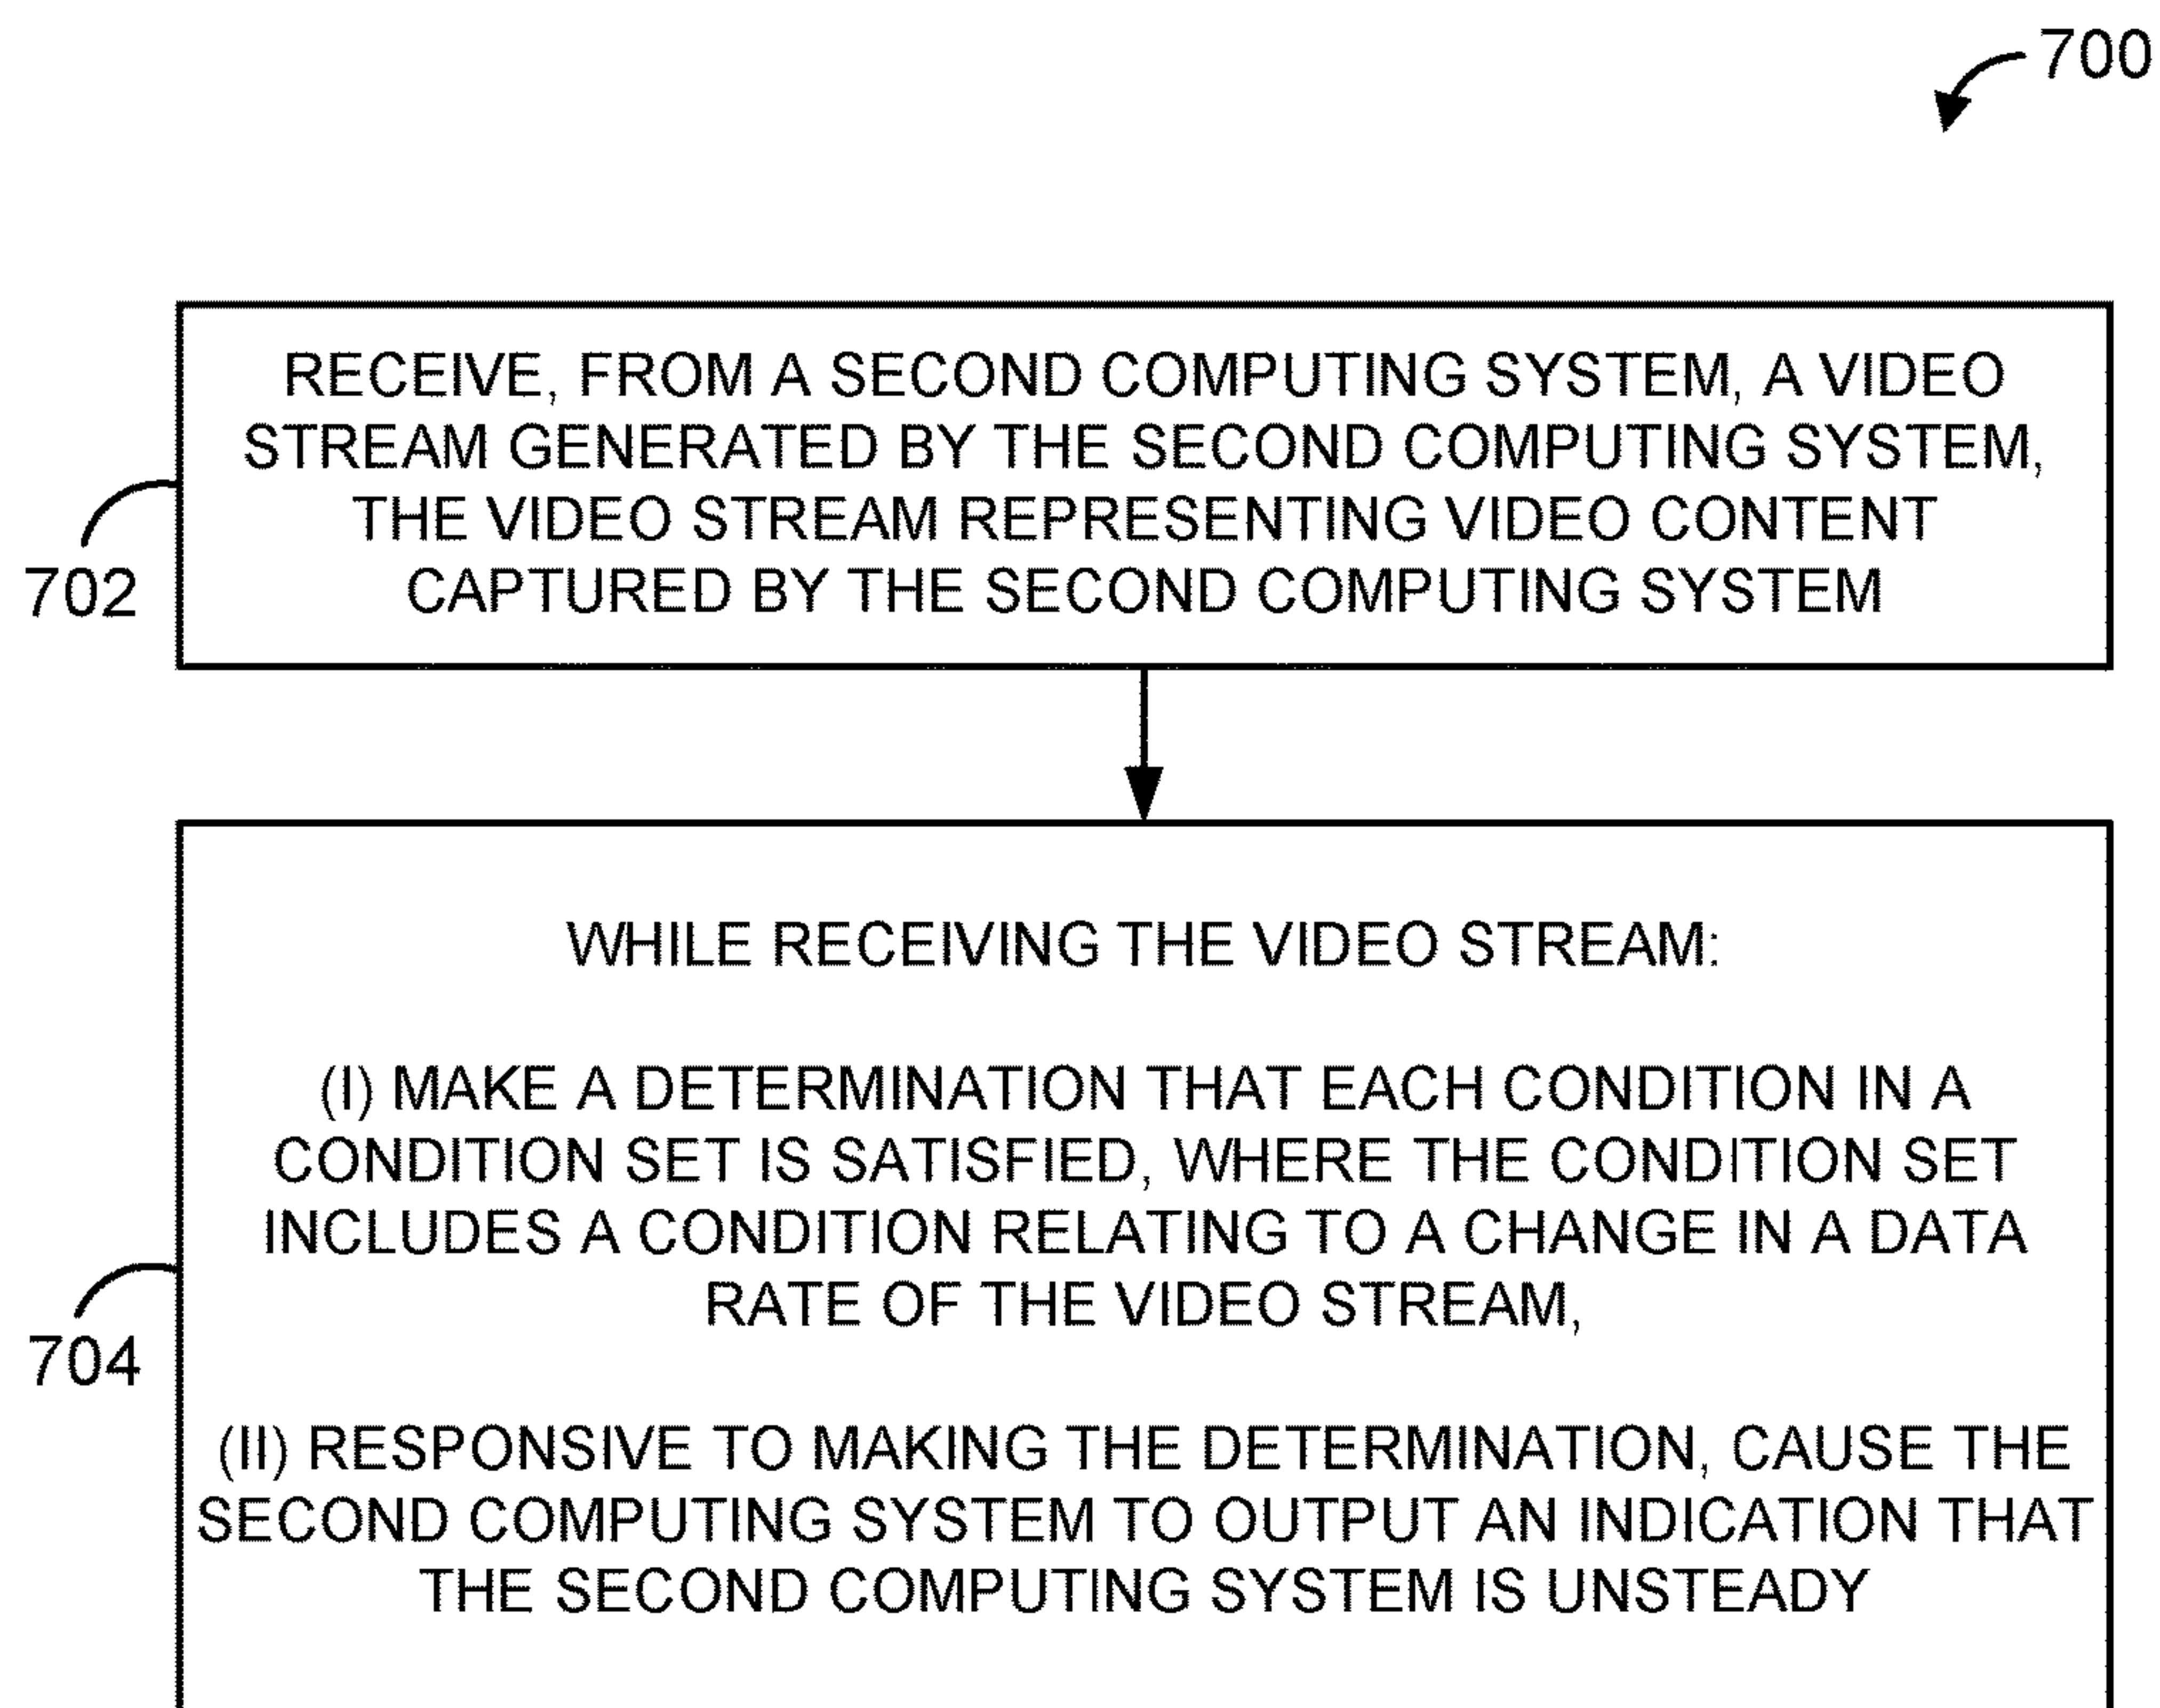 700
RECEIVE, FROM A SECOND COMPUTING SYSTEM, A VIDEO
STREAM GENERATED BY THE SECOND COMPUTING SYSTEM,
THE VIDEO STREAM REPRESENTING VIDEO CONTENT
CAPTURED BY THE SECOND COMPUTING SYSTEM
702
WHILE RECEIVING THE VIDEO STREAM:
(I) MAKE A DETERMINATION THAT EACH CONDITION IN A
CONDITION SET IS SATISFIED, WHERE THE CONDITION SET
INCLUDES A CONDITION RELATING TO A CHANGE IN A DATA
RATE OF THE VIDEO STREAM,
704
(II) RESPONSIVE TO MAKING THE DETERMINATION, CAUSE THE
SECOND COMPUTING SYSTEM TO OUTPUT AN INDICATION THAT
THE SECOND COMPUTING SYSTEM IS UNSTEADY